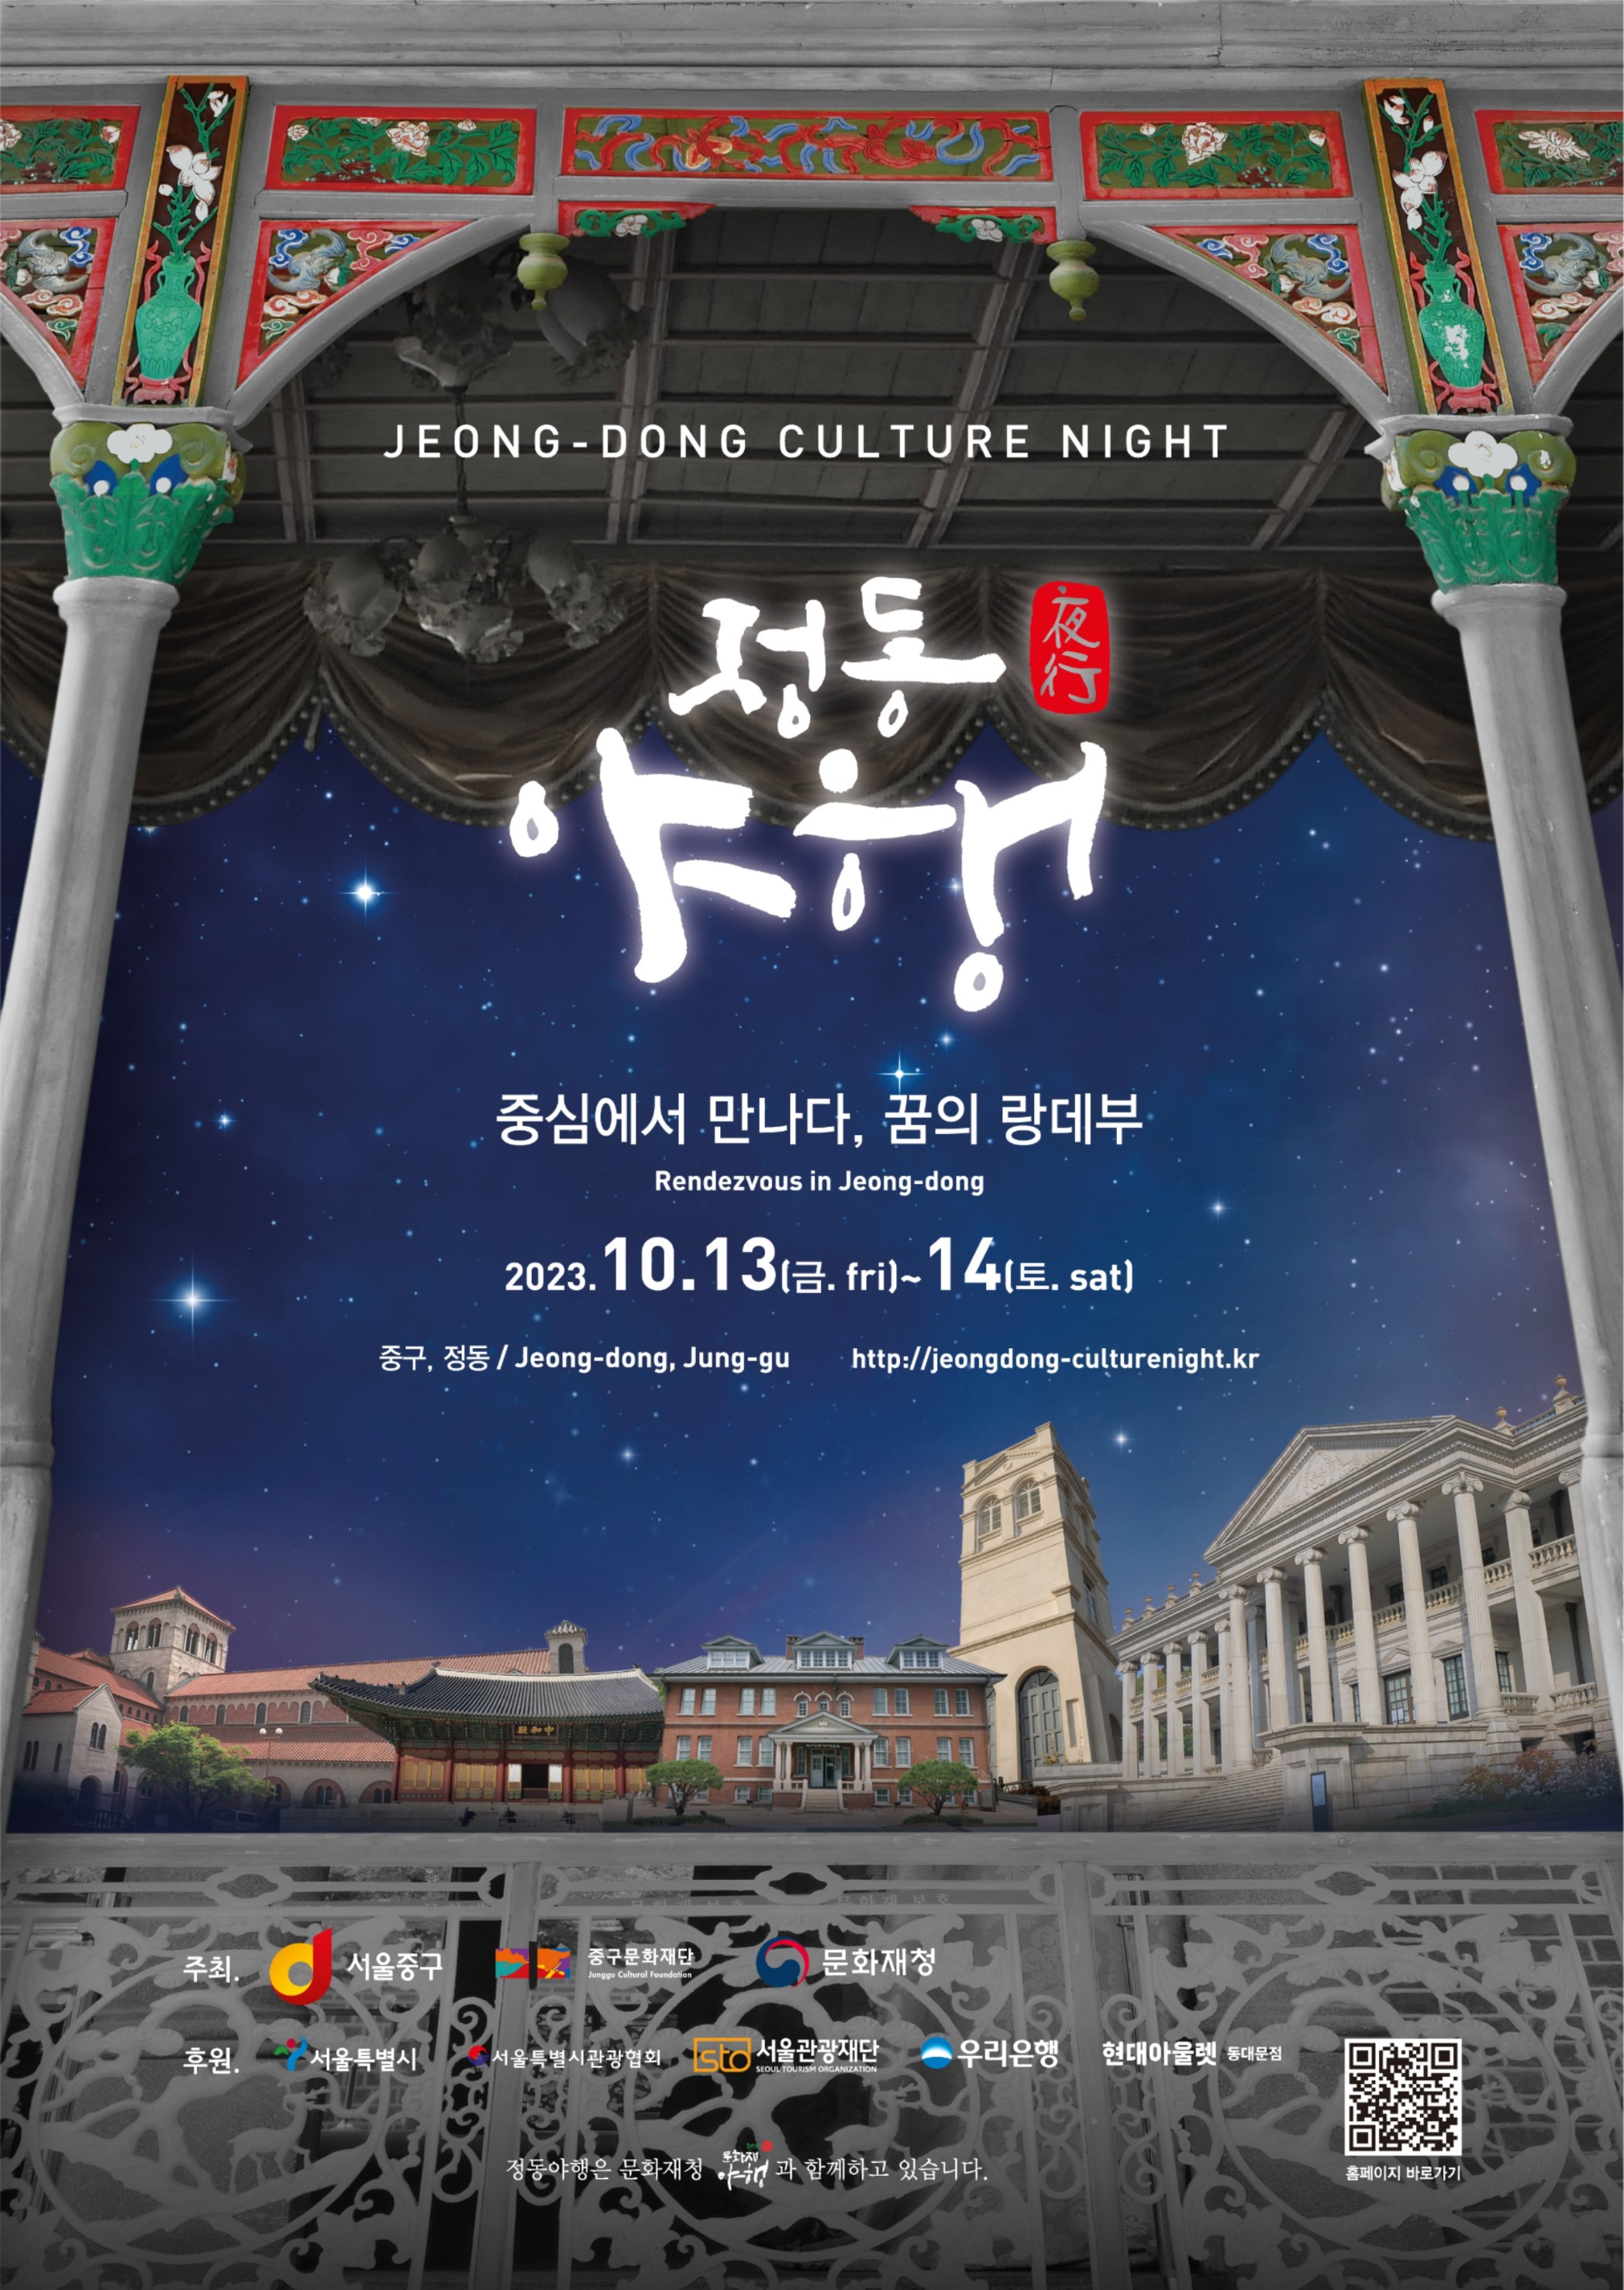 JEONG-DONG CULTURE NIGHT
정동
夜行
야행
중심에서 만나다, 꿈의 랑데부
Rendezvous in Jeong-dong
2023.10.13(금. fri)~14(토. sat)
중구, 정동 / Jeong-dong, Jung-gu http://jeongdong-culturenight.kr
中和殿
주최. 서울중구 중구문화재단 Junggu Cultural Foundation 문화재청
후원. 서울특별시 서울특별시관광협회 sto 서울관광재단 SEOUL TOURISM ORGANIZATION 우리은행 현대아울렛 동대문점
정동야행은 문화재청 문화재야행과 함께하고 있습니다.
홈페이지 바로가기